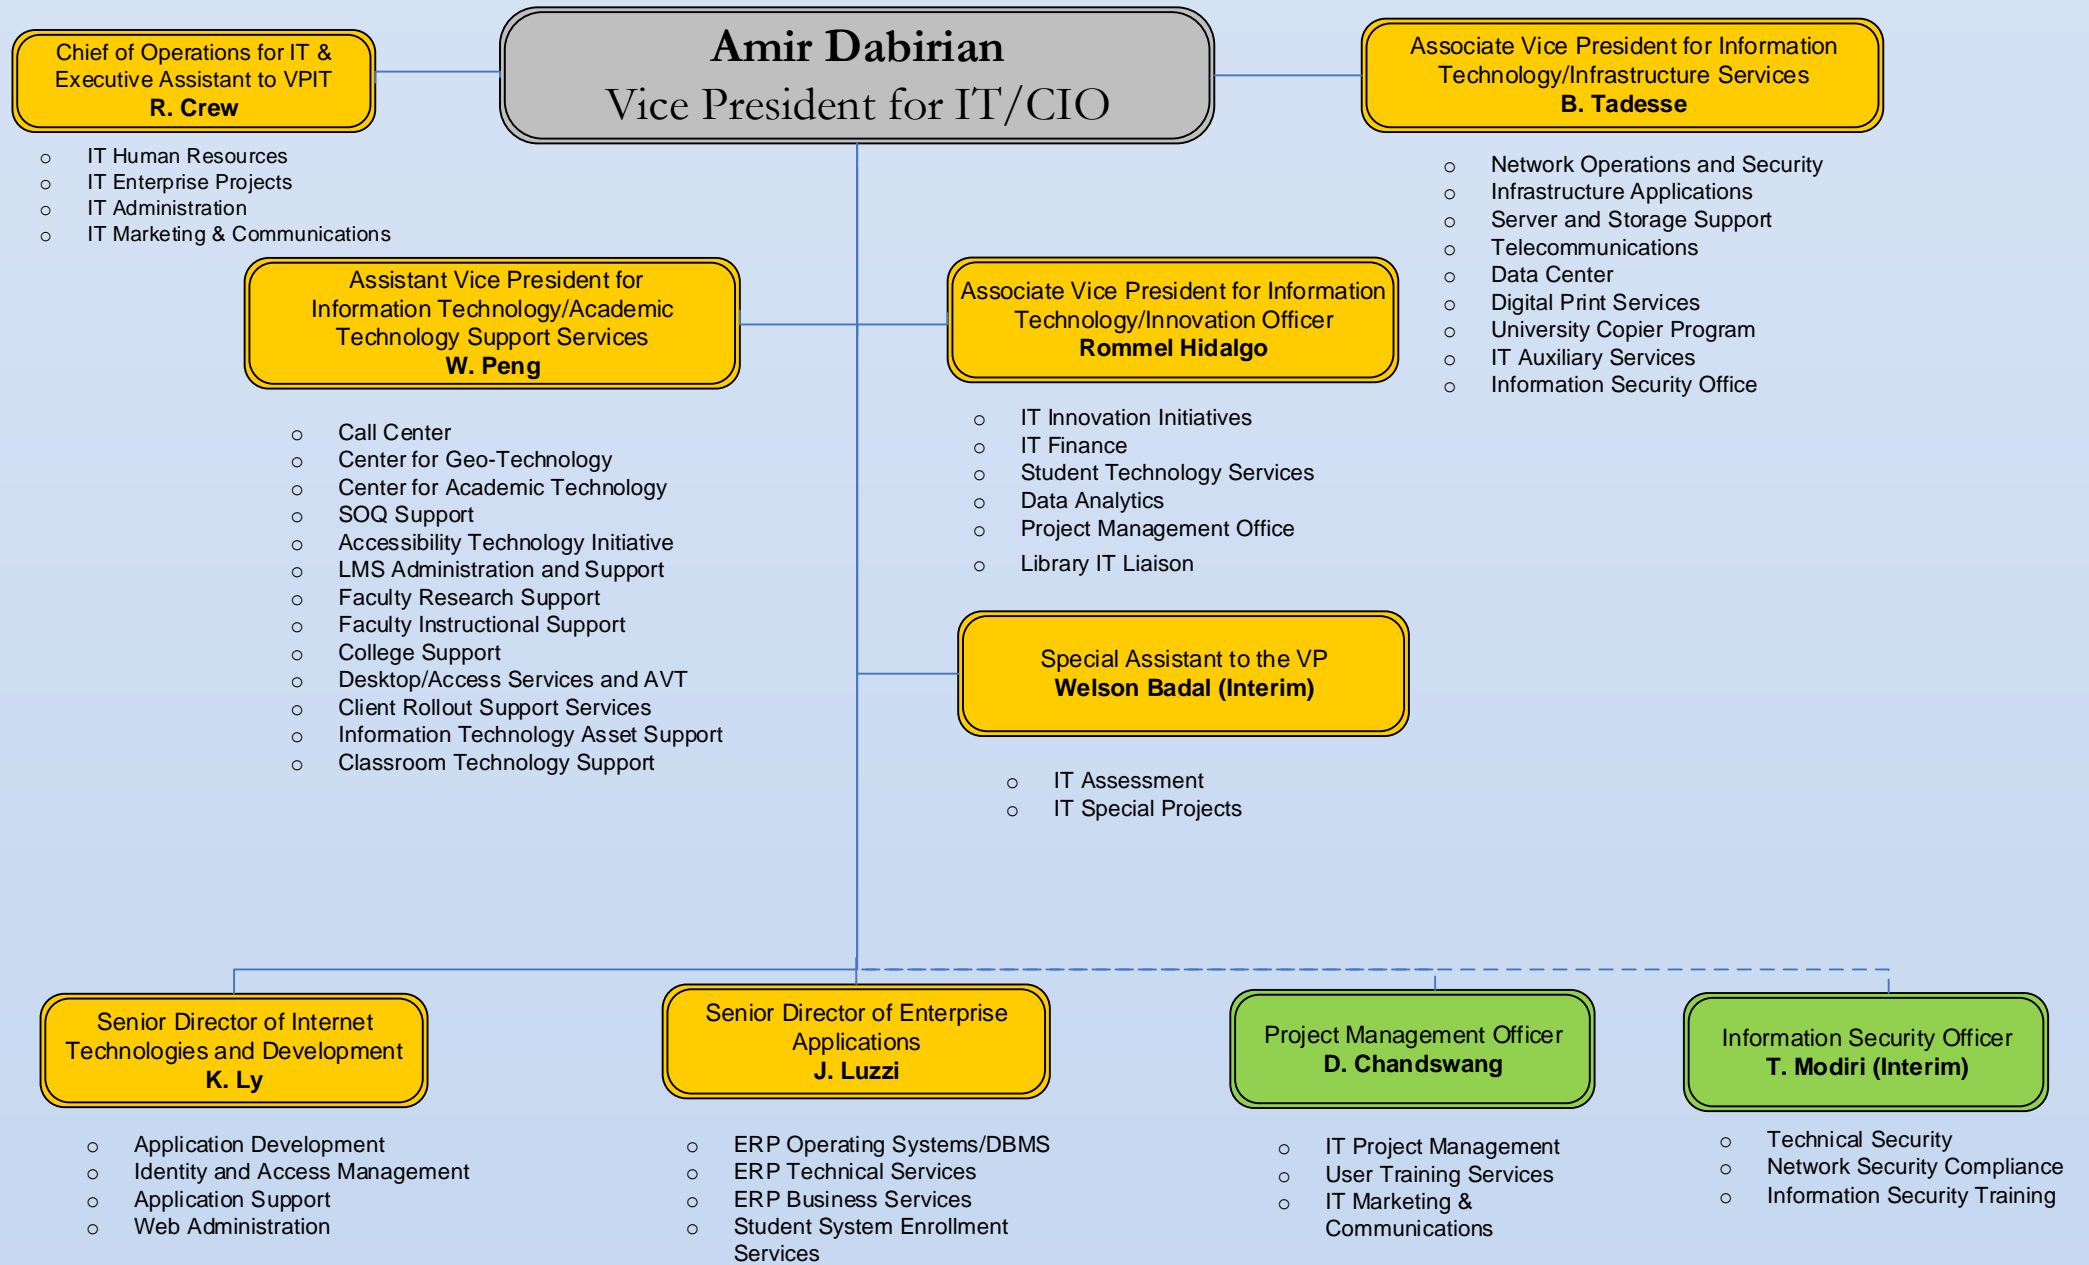 Chief of Operations for IT &
Executive Assistant to VPIT
R. Crew
o IT Human Resources
o IT Enterprise Projects
o IT Administration
o IT Marketing & Communications
Amir Dabirian
Vice President for IT/CIO
Associate Vice President for Information
Technology/Infrastructure Services
B. Tadesse
o Network Operations and Security
o Infrastructure Applications
o Server and Storage Support
o Telecommunications
o Data Center
o Digital Print Services
o University Copier Program
o IT Auxiliary Services
o Information Security Office
Assistant Vice President for
Information Technology/Academic
Technology Support Services
W. Peng
o Call Center
o Center for Geo-Technology
o Center for Academic Technology
o SOQ Support
o Accessibility Technology Initiative
o LMS Administration and Support
o Faculty Research Support
o Faculty Instructional Support
o College Support
o Desktop/Access Services and AVT
o Client Rollout Support Services
o Information Technology Asset Support
o Classroom Technology Support
Associate Vice President for Information
Technology/Innovation Officer
Rommel Hidalgo
o IT Innovation Initiatives
o IT Finance
o Student Technology Services
o Data Analytics
o Project Management Office
o Library IT Liaison
Special Assistant to the VP
Welson Badal (Interim)
o IT Assessment
o IT Special Projects
Senior Director of Internet
Technologies and Development
K. Ly
o Application Development
o Identity and Access Management
o Application Support
o Web Administration
Senior Director of Enterprise
Applications
J. Luzzi
o ERP Operating Systems/DBMS
o ERP Technical Services
o ERP Business Services
o Student System Enrollment
Services
Project Management Officer
D. Chandswang
o IT Project Management
o User Training Services
o IT Marketing &
Communications
Information Security Officer
T. Modiri (Interim)
o Technical Security
o Network Security Compliance
o Information Security Training